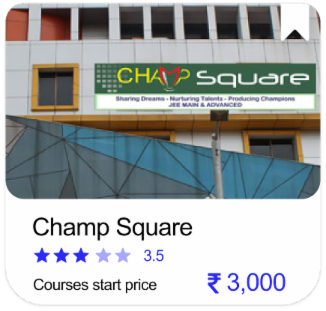 CHAMP Square
Sharing Dreams - Nurturing Talents - Producing Champions
JEE MAIN & ADVANCED
Champ Square
3.5
Courses start price
₹ 3,000